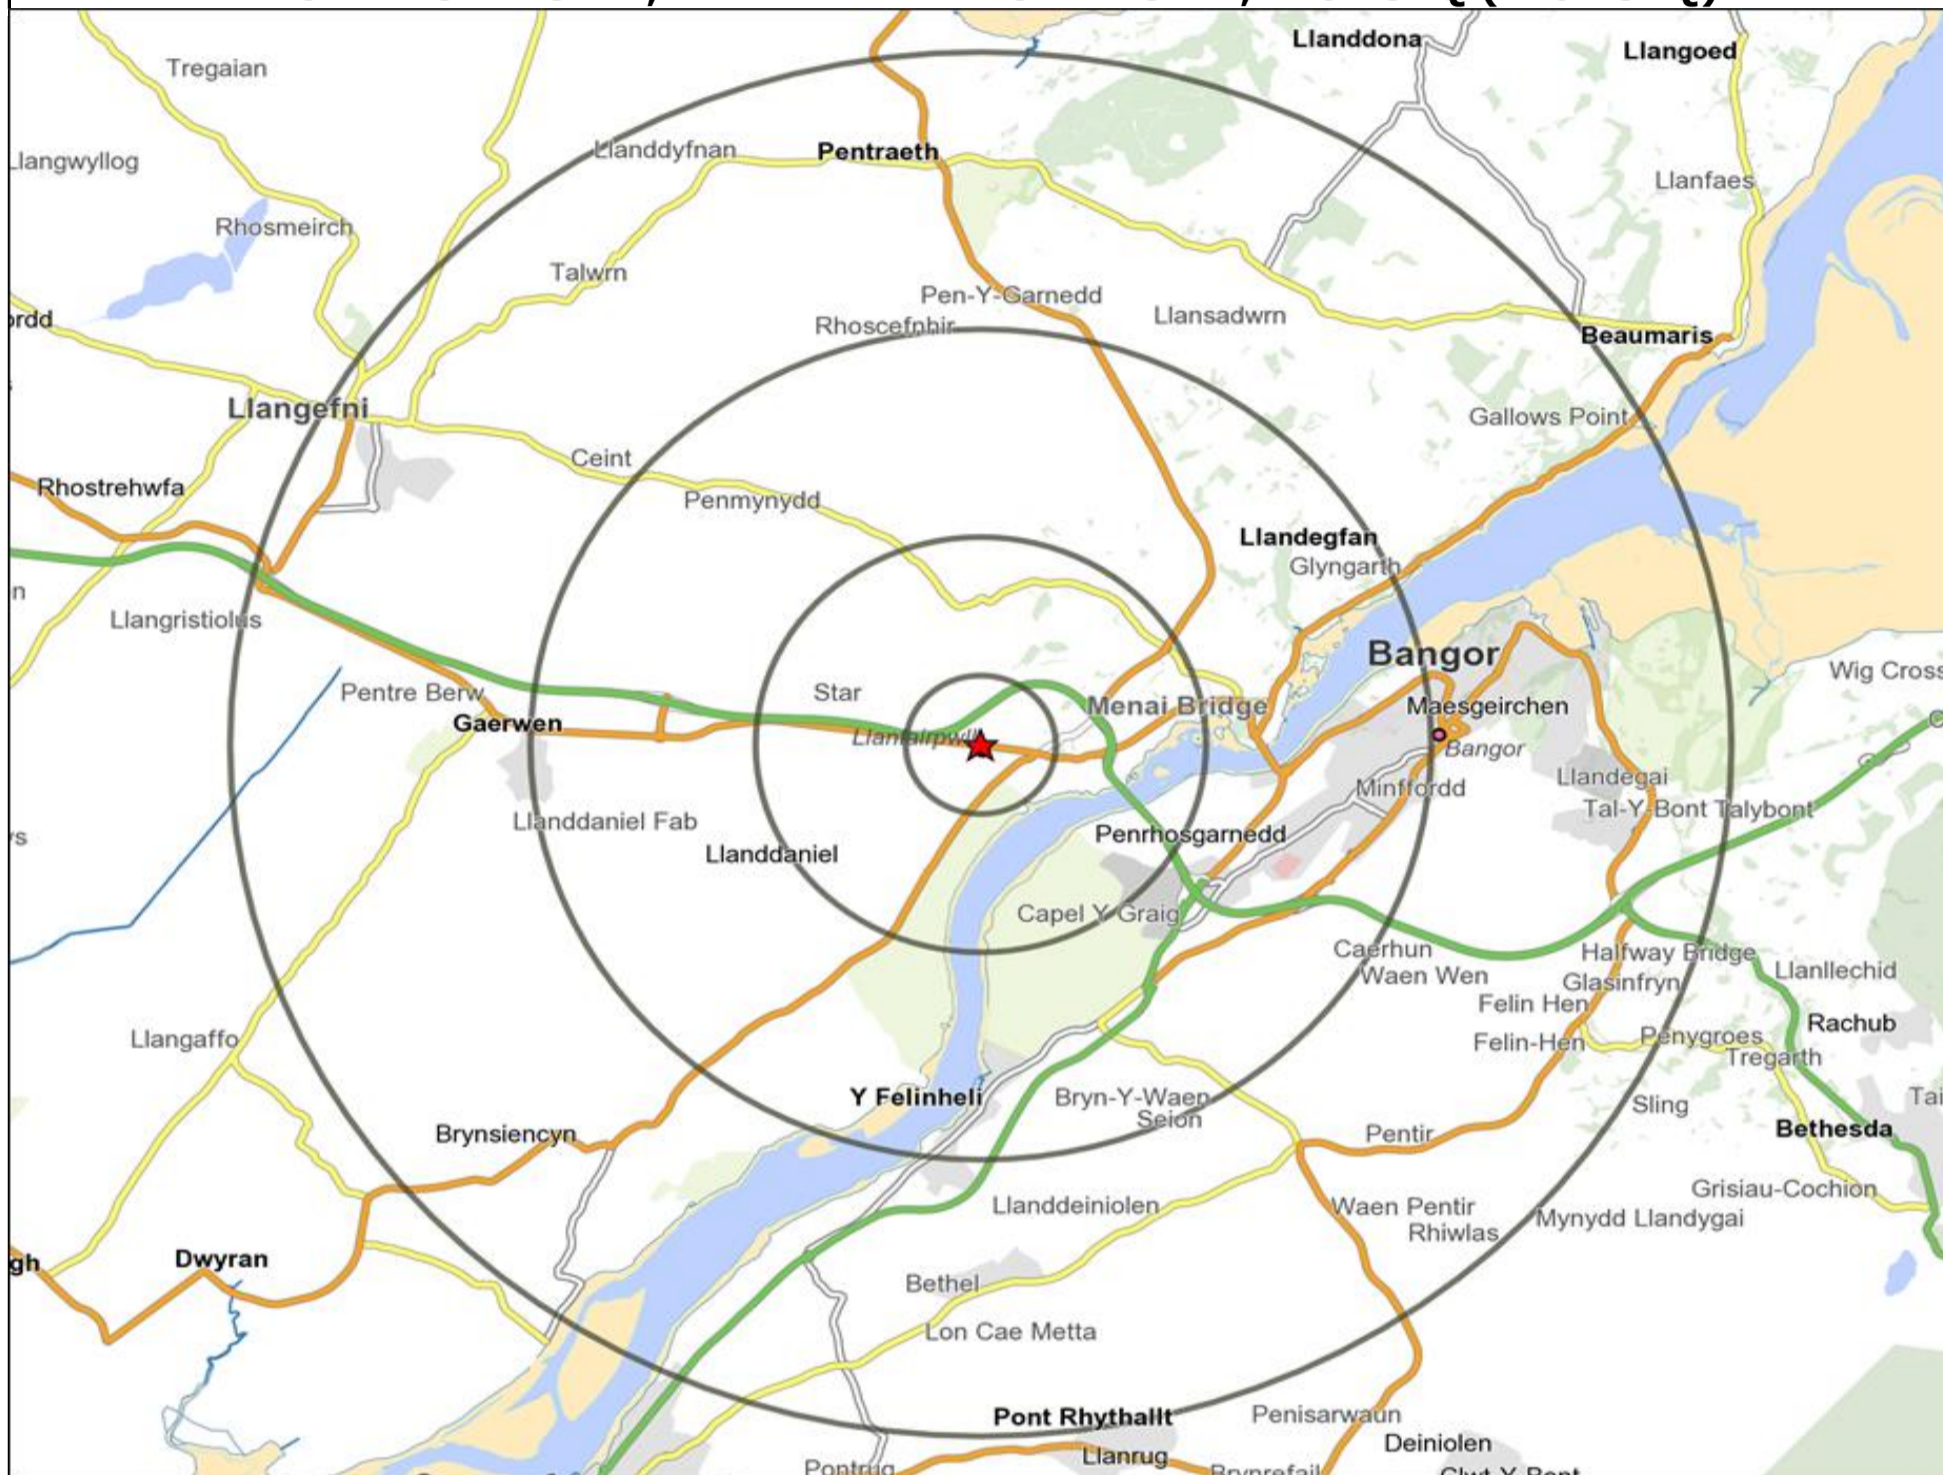 Llanddona
Llangoed
Tregaian
Llanddyfnan
Pentraeth
Llangwyllog
Llanfaes
Rhosmeirch
Talwrn
Pen-Y-Garnedd
Llansadwrn
Rhoscefnhir
Beaumaris
Llangefni
Gallows Point
Ceint
Rhostrehwfa
Penmynydd
Llandegfan
Glyngarth
Llangristiolus
Bangor
Wig Cross
Pentre Berw
Star
Menai Bridge
Maesgeirchen
Gaerwen
Llanfairpwll
Bangor
Llandegai
Minffordd
Tal-Y-Bont Talybont
Llanddaniel Fab
Penrhosgarnedd
Llanddaniel
Capel Y Graig
Caerhun
Halfway Bridge
Waen Wen
Llanllechid
Glasinfryn
Felin Hen
Rachub
Llangaffo
Penygroes
Felin-Hen
Tregarth
Y Felinheli
Bryn-Y-Waen
Sling
Seion
Brynsiencyn
Pentir
Bethesda
Grisiau-Cochion
Llanddeiniolen
Waen Pentir
Mynydd Llandygai
Rhiwlas
Dwyran
Bethel
Lon Cae Metta
Pont Rhythallt
Penisarwaun
Deiniolen
Llanrug
Pontrug
Brynrefail